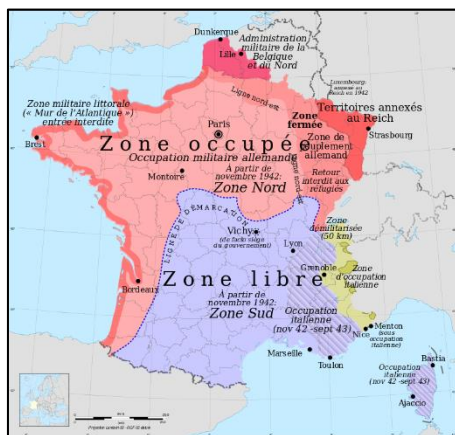 Dunkerque
Lille
Administration
militaire de la
Belgique
et du Nord
Zone militaire littorale
(« Mur de l'Atlantique »)
entrée interdite
Ligne nord-est
Luxembourg:
annexé au
Reich en 1942
Territoires annexés
au Reich
Zone
fermée
Strasbourg
Brest
Paris
Zone occupée
Occupation militaire allemande
À partir de
novembre 1942:
Zone Nord
Zone de
peuplement
allemand
Retour
interdit aux
réfugiés
Ligne nord-est
Montoire
LIGNE DE DÉMARCATION
Vichy
(de facto siège
du gouvernement)
Zone
démilitarisée
(50 km)
Lyon
Zone libre
À partir de
novembre 1942:
Zone Sud
Grenoble
Zone
d'occupation
italienne
Bordeaux
Occupation
italienne
(nov 42 -sept 43)
Menton
(sous
occupation
italienne)
Nice
Marseille
Toulon
Occupation
italienne
(nov 42 -sept 43)
Bastia
Ajaccio